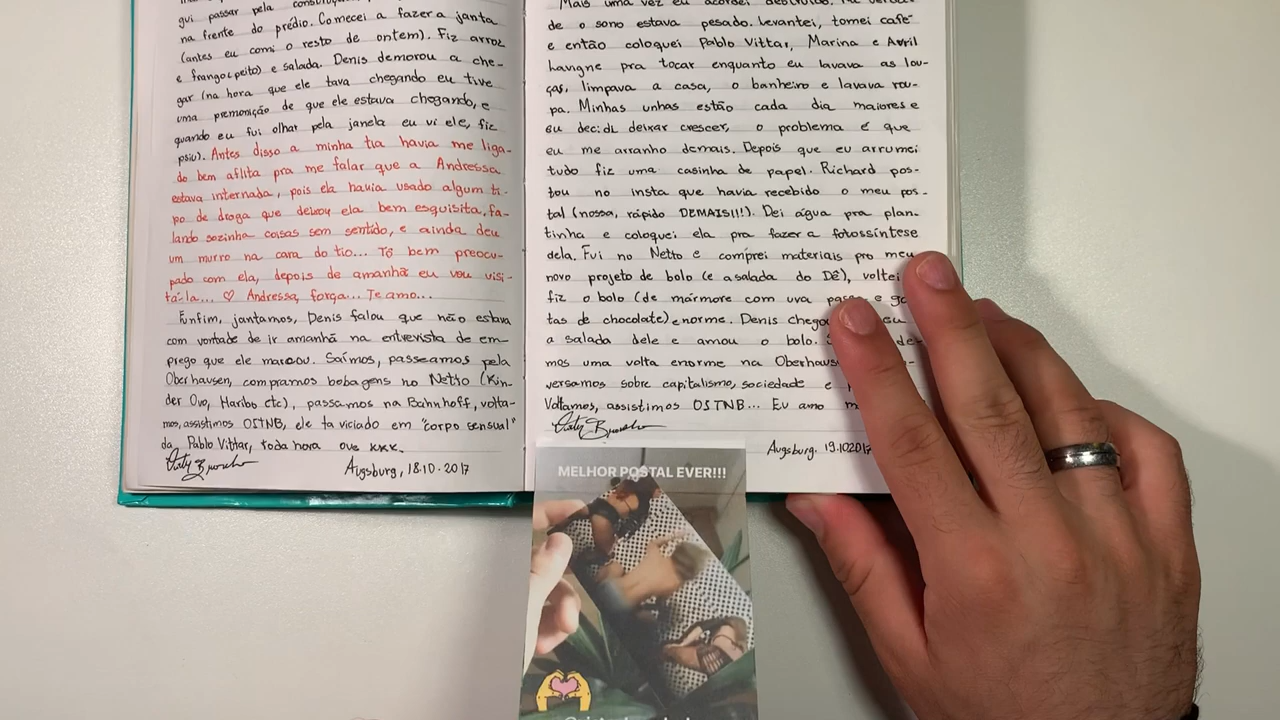 gui passar pela
na frente do prédio. Comecei a fazer a janta
(antes eu comi o resto de ontem). Fiz arroz
e frango(peito) e salada. Denis demorou a che-
gar (na hora que ele tava chegando eu tive
uma premonição de que ele estava chegando, e
quando eu fui olhar pela janela eu vi ele, fiz
psiu). Antes disso a minha tia havia me liga-
do bem aflita pra me falar que a Andressa
estava internada, pois ela havia usado algum ti-
po de droga que deixou ela bem esquisita, fa-
lando sozinha coisas sem sentido, e ainda deu
um murro na cara do tio... Tô bem preocu-
pado com ela, depois de amanhã eu vou visi-
tá-la... ♡ Andressa, força... Te amo...
Enfim, jantamos, Denis falou que não estava
com vontade de ir amanhã na entrevista de em-
prego que ele marcou. Saímos, passeamos pela
Oberhausen, compramos bobagens no Netto (Kin-
der Ovo, Haribo etc), passamos na Bahnhoff, volta-
mos, assistimos OITNB, ele ta viciado em "corpo sensual"
da Pablo Vittar, toda hora ove kkk.
Augsburg, 18.10.2017
Mais uma vez eu acordei
de o sono estava pesado. Levantei, tomei café
e então coloquei Pablo Vittar, Marina e Avril
hangne pra tocar enquanto eu lavava as lou-
ças, limpava a casa, o banheiro e lavava rou-
pa. Minhas unhas estão cada dia maiores e
eu decidi deixar crescer, o problema é que
eu me arranho demais. Depois que eu arrumei
tudo fiz uma casinha de papel. Richard pos-
tou no insta que havia recebido o meu pos-
tal (nossa, rápido DEMAIS!!!). Dei água pra plan-
tinha e coloquei ela pra fazer a fotossíntese
dela. Fui no Netto e comprei materiais pro meu
novo projeto de bolo (e a salada do Dê), voltei
fiz o bolo (de mármore com uva passa e go
tas de chocolate) enorme. Denis chegou eu
a salada dele e amou o bolo. de-
mos uma volta enorme na Oberhaus
versamos sobre capitalismo, sociedade e
Voltamos, assistimos OITNB... Eu amo
Augsburg. 19.102017
MELHOR POSTAL EVER!!!